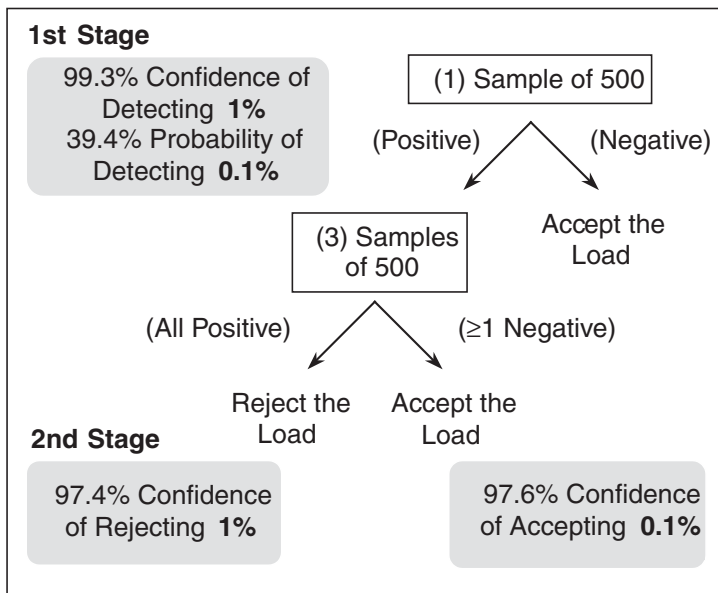 1st Stage
99.3% Confidence of
Detecting 1%
39.4% Probability of
Detecting 0.1%
(1) Sample of 500
(Positive)
(Negative)
(3) Samples
of 500
Accept the
Load
(All Positive)
(≥1 Negative)
Reject the
Load
Accept the
Load
2nd Stage
97.4% Confidence
of Rejecting 1%
97.6% Confidence
of Accepting 0.1%